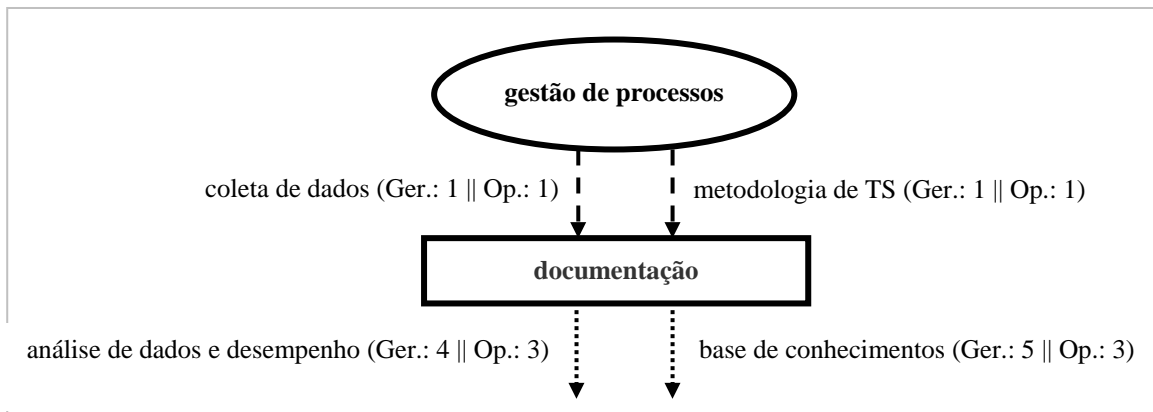 gestão de processos
coleta de dados (Ger.: 1 || Op.: 1)
metodologia de TS (Ger.: 1 || Op.: 1)
documentação
análise de dados e desempenho (Ger.: 4 || Op.: 3)
base de conhecimentos (Ger.: 5 || Op.: 3)